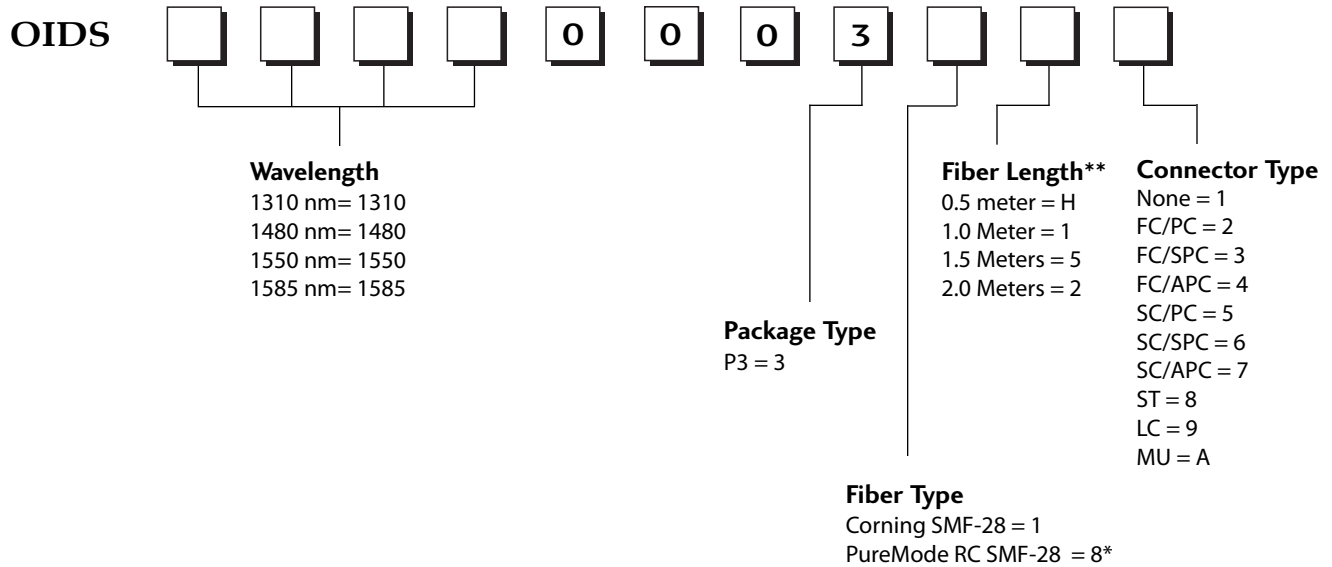 OIDS 0 0 0 3
Wavelength
1310 nm= 1310
1480 nm= 1480
1550 nm= 1550
1585 nm= 1585
Package Type
P3 = 3
Fiber Type
Corning SMF-28 = 1
PureMode RC SMF-28 = 8*
Fiber Length**
0.5 meter = H
1.0 Meter = 1
1.5 Meters = 5
2.0 Meters = 2
Connector Type
None = 1
FC/PC = 2
FC/SPC = 3
FC/APC = 4
SC/PC = 5
SC/SPC = 6
SC/APC = 7
ST = 8
LC = 9
MU = A